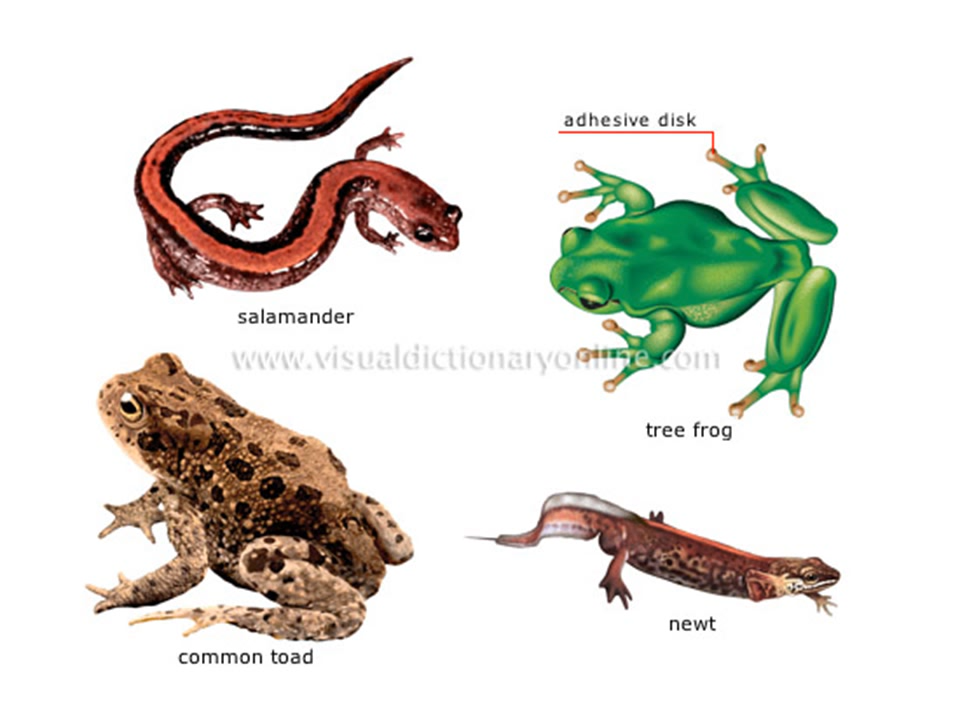 adhesive disk
salamander
www.visualdictionaryonline.com
tree frog
newt
common toad